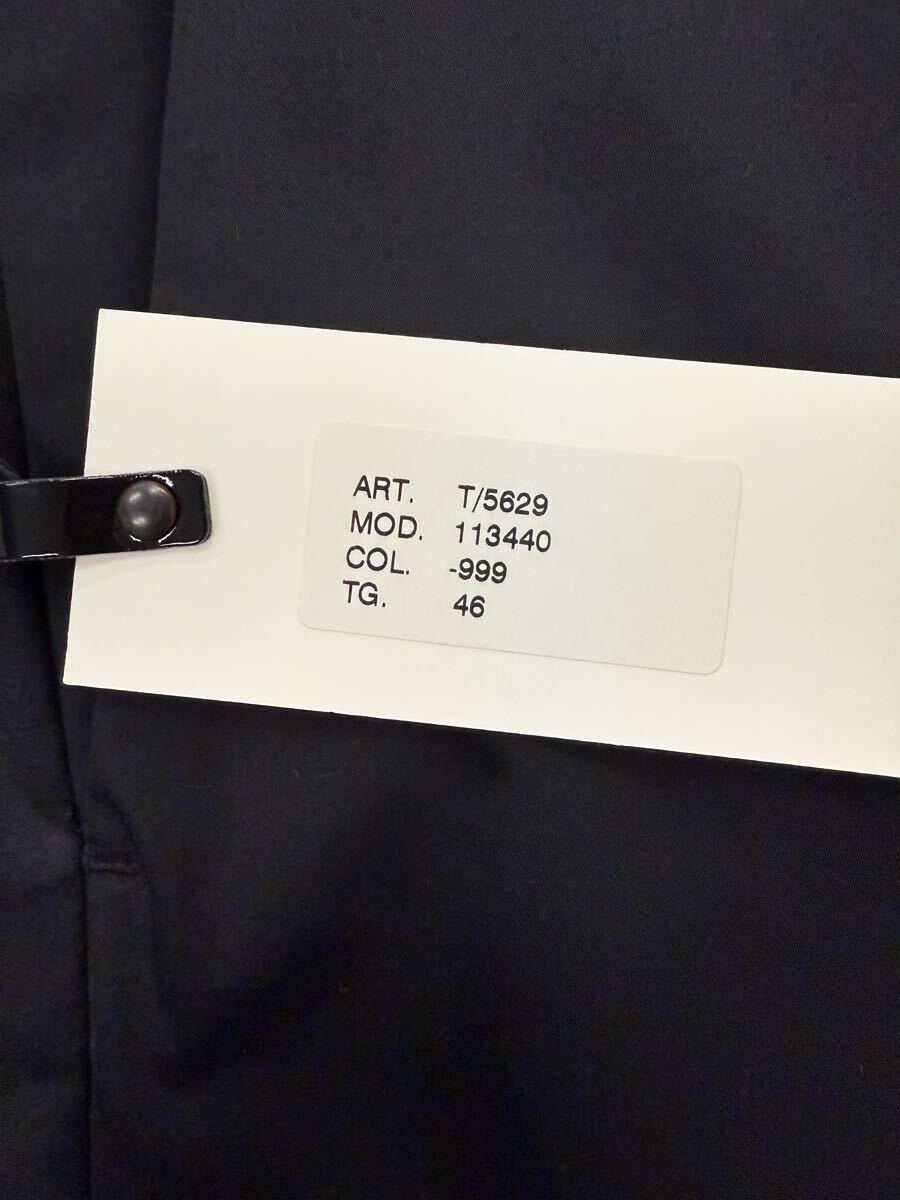 ART. T/5629
MOD. 113440
COL. -999
TG. 46